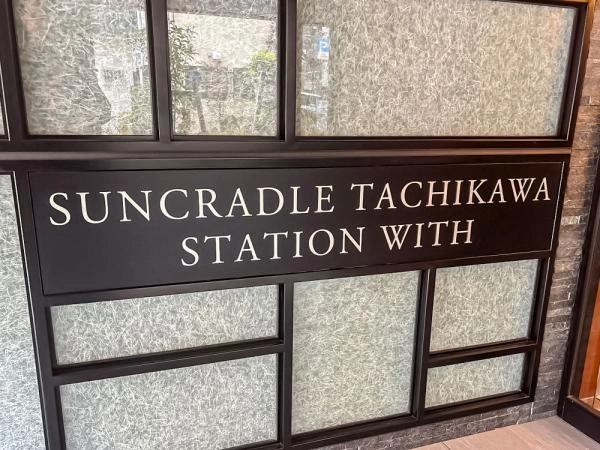 SUNCRADLE TACHIKAWA
STATION WITH